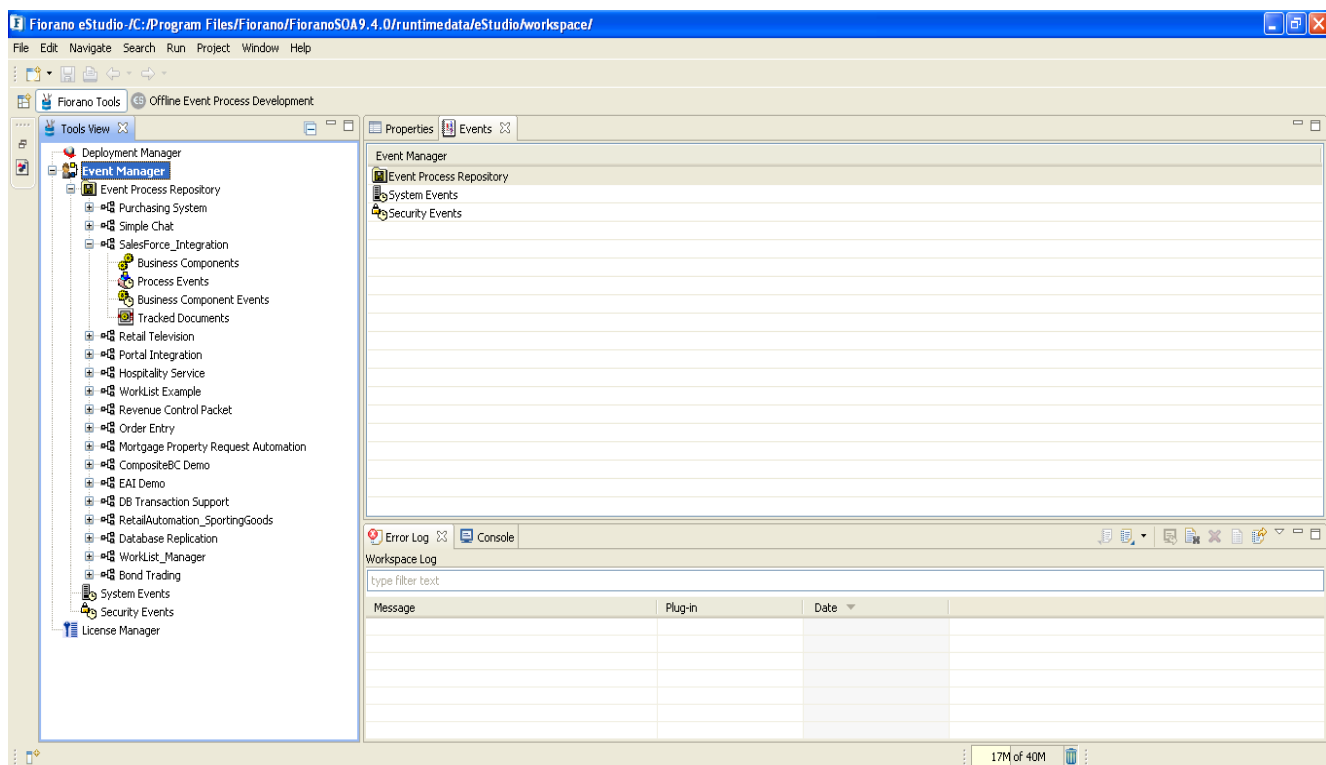 Fiorano eStudio-/C:/Program Files/Fiorano/FioranoSOA9.4.0/runtimedata/eStudio/workspace/
File Edit Navigate Search Run Project Window Help
Fiorano Tools Offline Event Process Development
Tools View
Deployment Manager
Event Manager
Event Process Repository
Purchasing System
Simple Chat
SalesForce_Integration
Business Components
Process Events
Business Component Events
Tracked Documents
Retail Television
Portal Integration
Hospitality Service
WorkList Example
Revenue Control Packet
Order Entry
Mortgage Property Request Automation
CompositeBC Demo
EAI Demo
DB Transaction Support
RetailAutomation_SportingGoods
Database Replication
WorkList_Manager
Bond Trading
System Events
Security Events
License Manager
Properties Events
Event Manager
Event Process Repository
System Events
Security Events
Error Log Console
Workspace Log
type filter text
Message Plug-in Date
17M of 40M